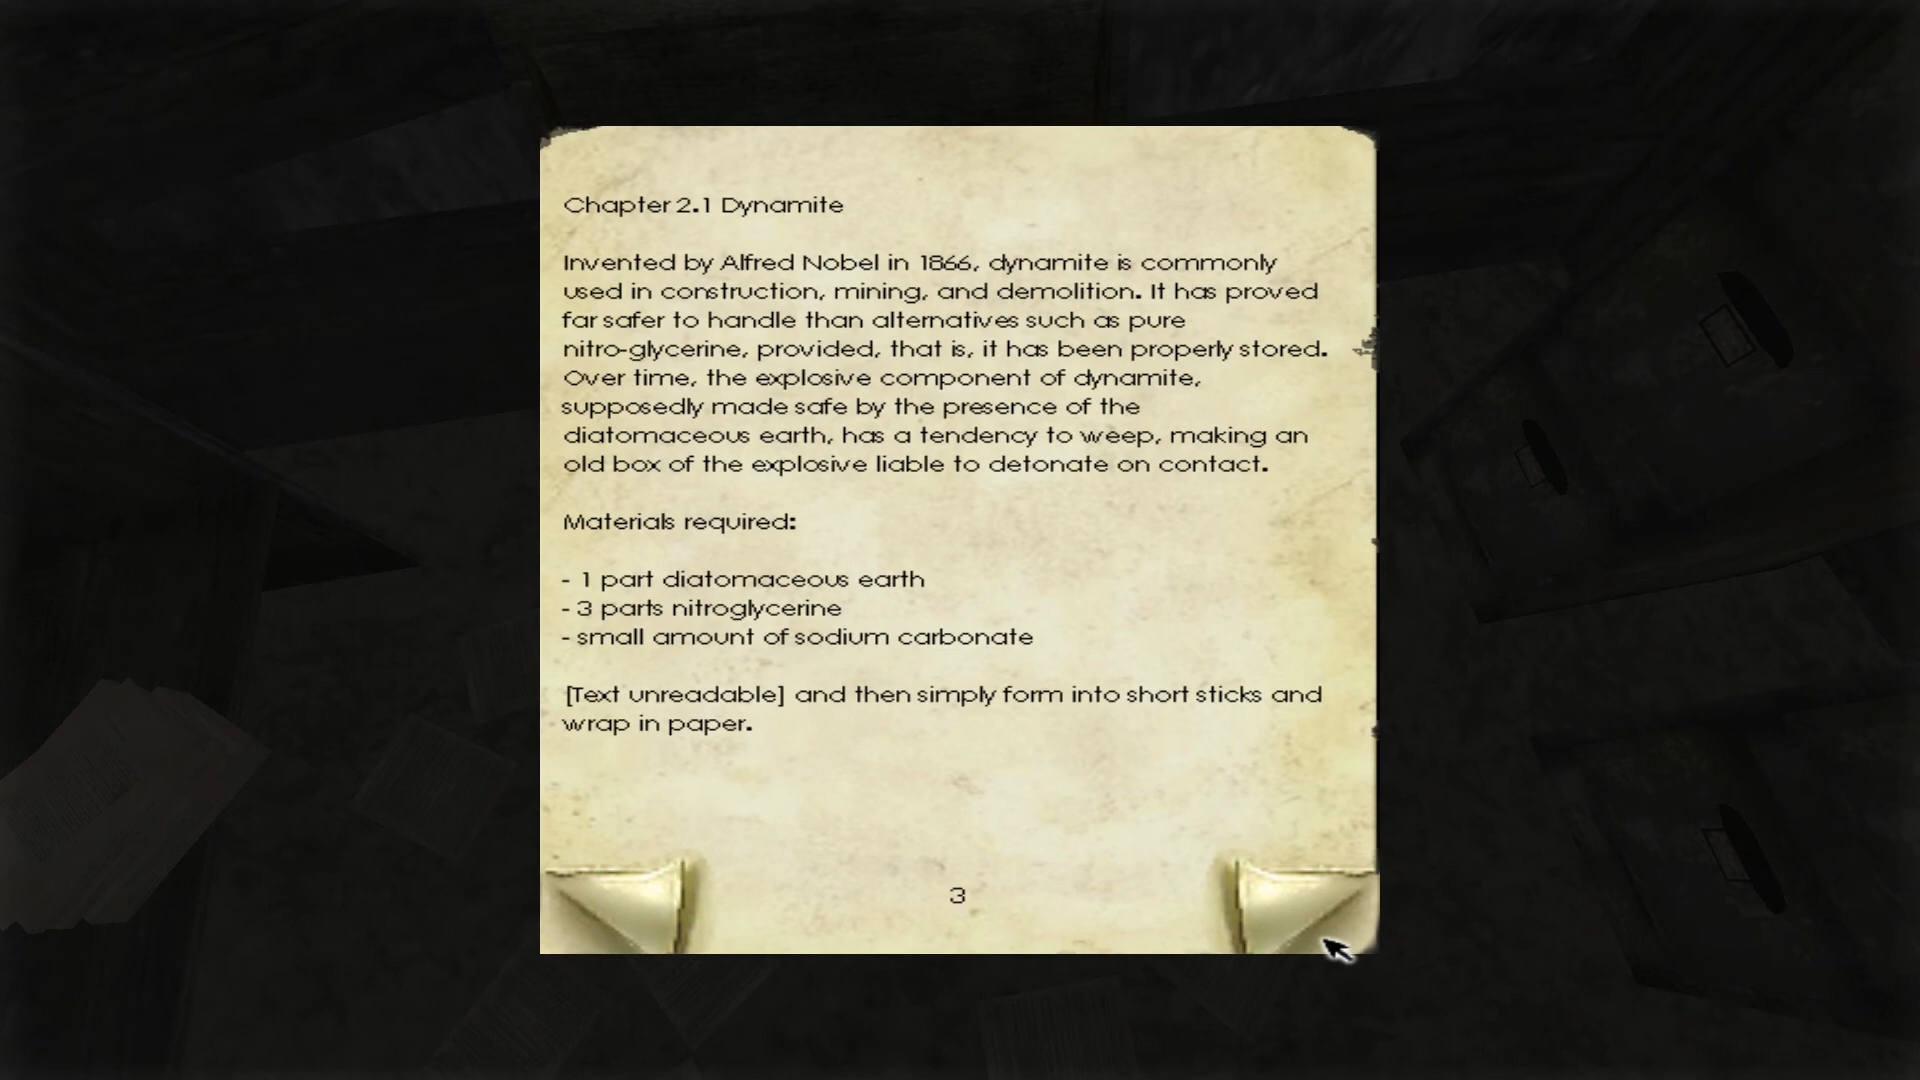 Chapter 2.1 Dynamite
Invented by Alfred Nobel in 1866, dynamite is commonly
used in construction, mining, and demolition. It has proved
far safer to handle than alternatives such as pure
nitro-glycerine, provided, that is, it has been properly stored.
Over time, the explosive component of dynamite,
supposedly made safe by the presence of the
diatomaceous earth, has a tendency to weep, making an
old box of the explosive liable to detonate on contact.
Materials required:
- 1 part diatomaceous earth
- 3 parts nitroglycerine
- small amount of sodium carbonate
[Text unreadable] and then simply form into short sticks and
wrap in paper.
3